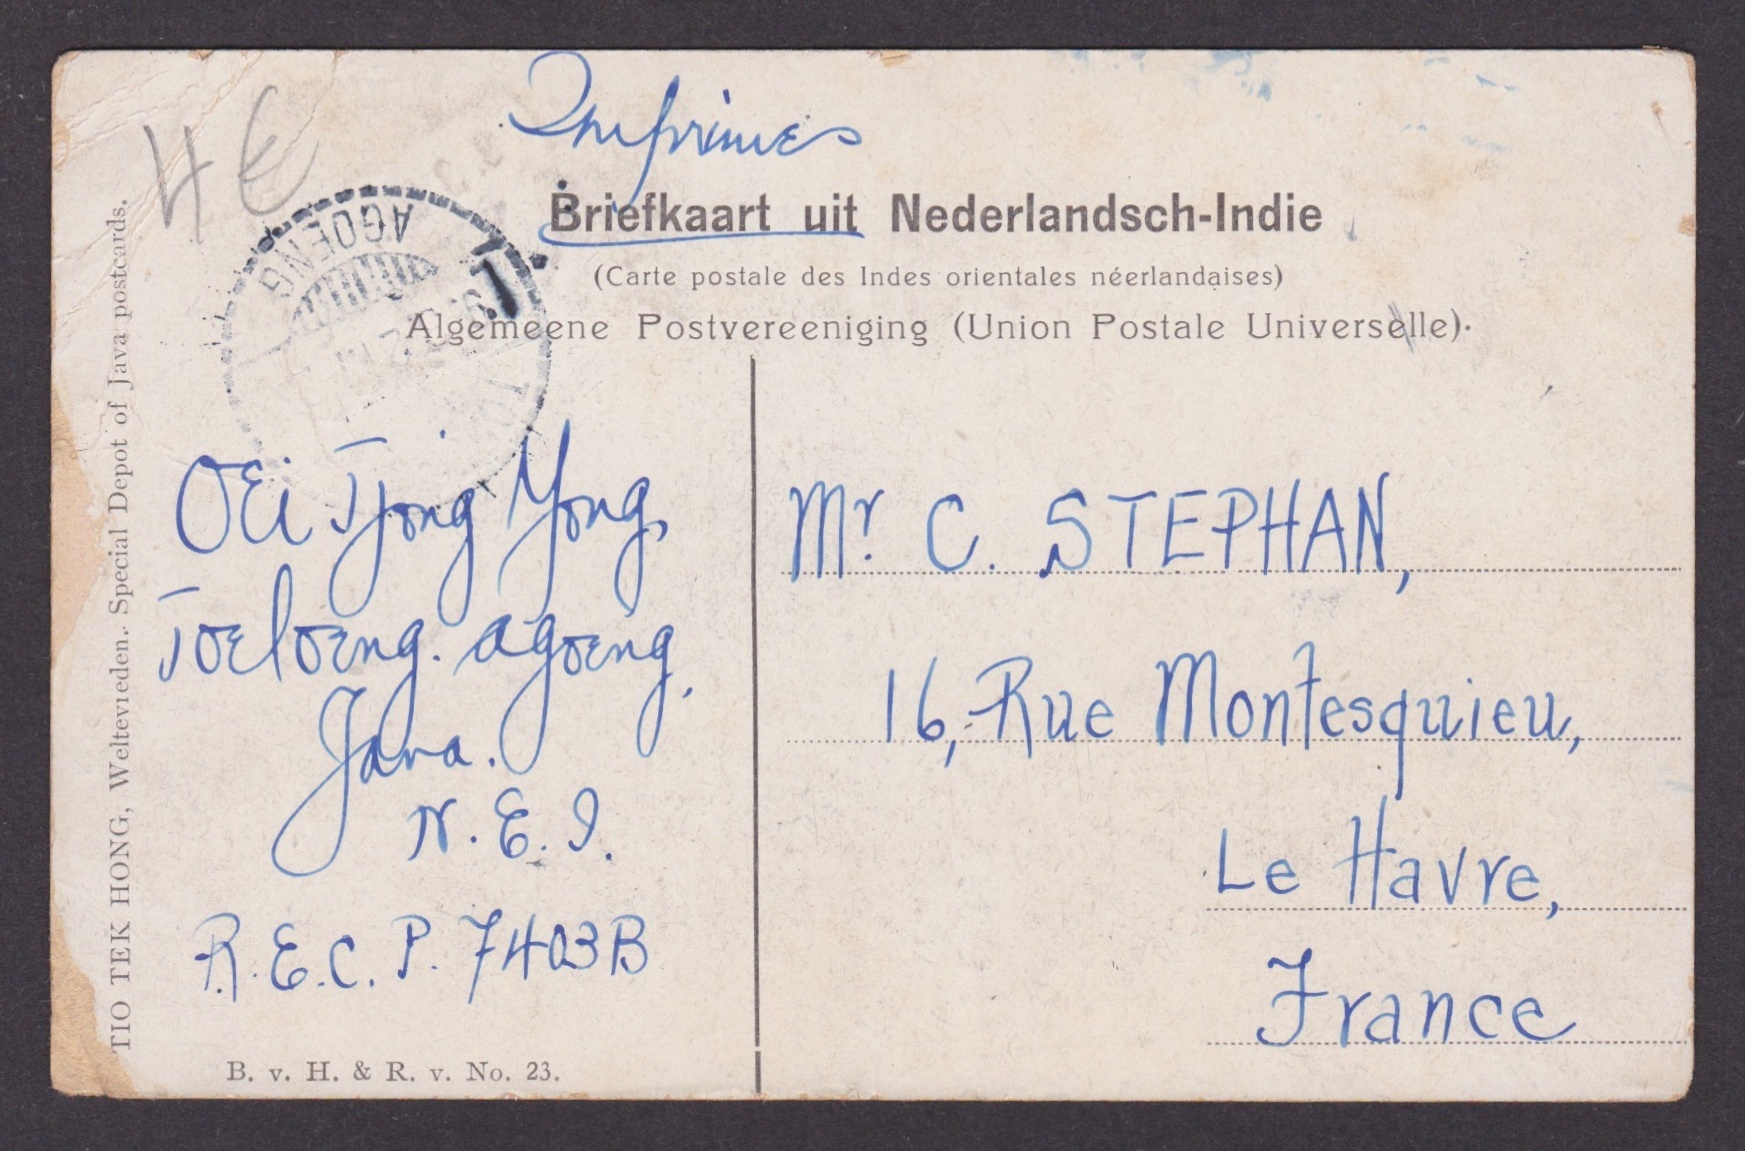 4 €
Imprimés
Briefkaart uit Nederlandsch-Indie
(Carte postale des Indes orientales néerlandaises)
Algemeene Postvereeniging (Union Postale Universelle).
AGOENG
Oei Tjong Yong,
Toeloeng. agoeng,
Java.
N. E. I.
R. E. C. P. 7403B
Mr. C. STEPHAN,
16, Rue Montesquieu,
Le Havre,
France
TIO TEK HONG, Weltevreden. Special Depot of Java postcards.
B. v. H. & R. v. No. 23.